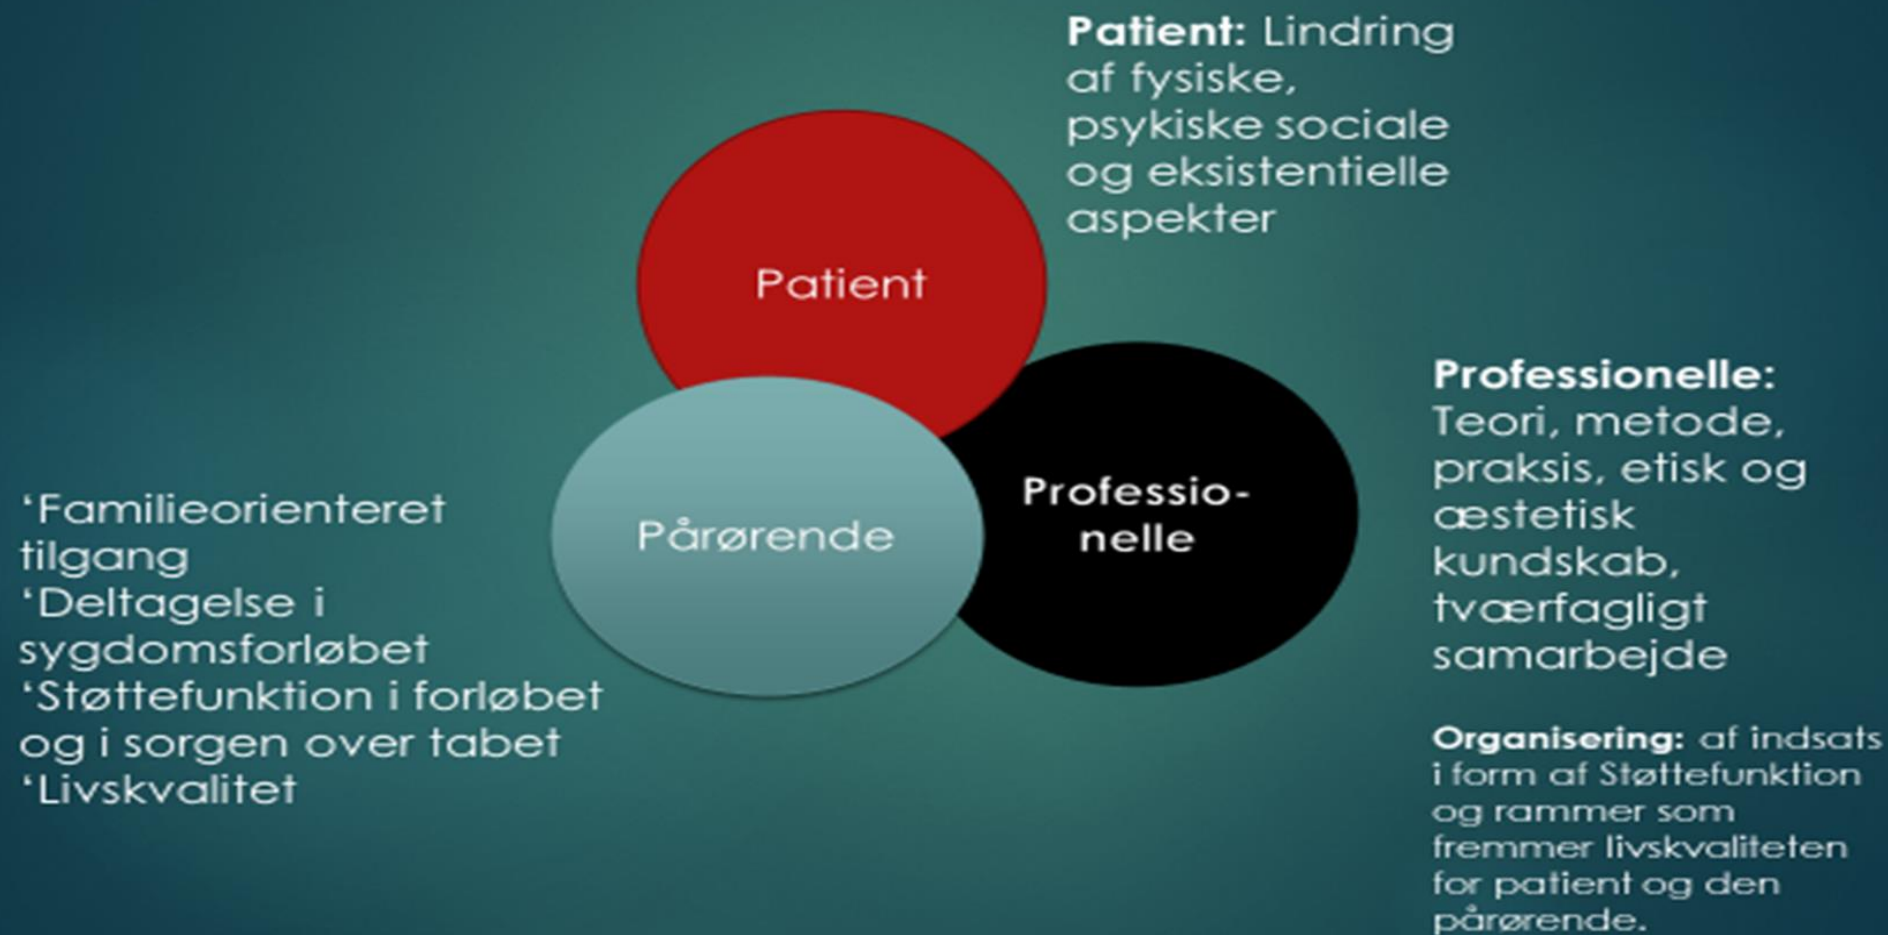 Patient: Lindring
af fysiske,
psykiske sociale
og eksistentielle
aspekter
Patient
Professionelle:
Teori, metode,
praksis, etisk og
æstetisk
kundskab,
tværfagligt
samarbejde
Professio-
nelle
Pårørende
‘Familieorienteret
tilgang
‘Deltagelse i
sygdomsforløbet
‘Støttefunktion i forløbet
og i sorgen over tabet
‘Livskvalitet
Organisering: af indsats
i form af Støttefunktion
og rammer som
fremmer livskvaliteten
for patient og den
pårørende.